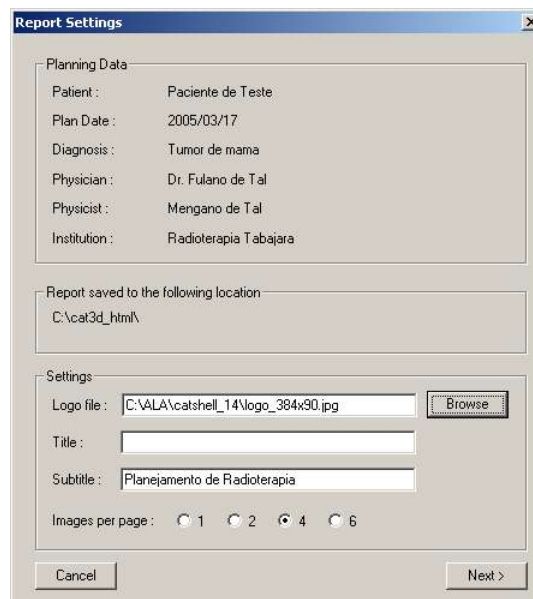 Report Settings
Planning Data
Patient : Paciente de Teste
Plan Date : 2005/03/17
Diagnosis : Tumor de mama
Physician : Dr. Fulano de Tal
Physicist : Mengano de Tal
Institution : Radioterapia Tabajara
Report saved to the following location
C:\cat3d_html\
Settings
Logo file : C:\ALA\catshell_14\logo_384x90.jpg Browse
Title :
Subtitle : Planejamento de Radioterapia
Images per page : 1 2 4 6
Cancel Next >